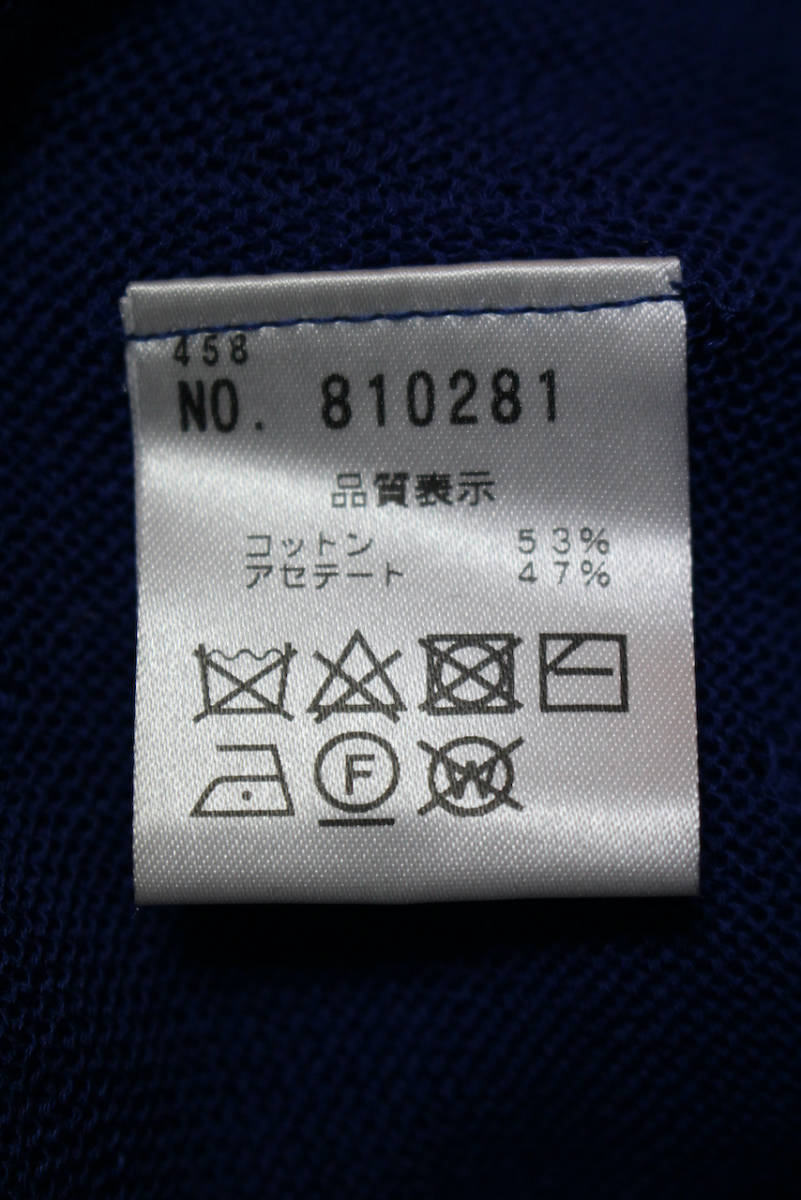 458
NO. 810281
品質表示
コットン 53%
アセテート 47%
F W